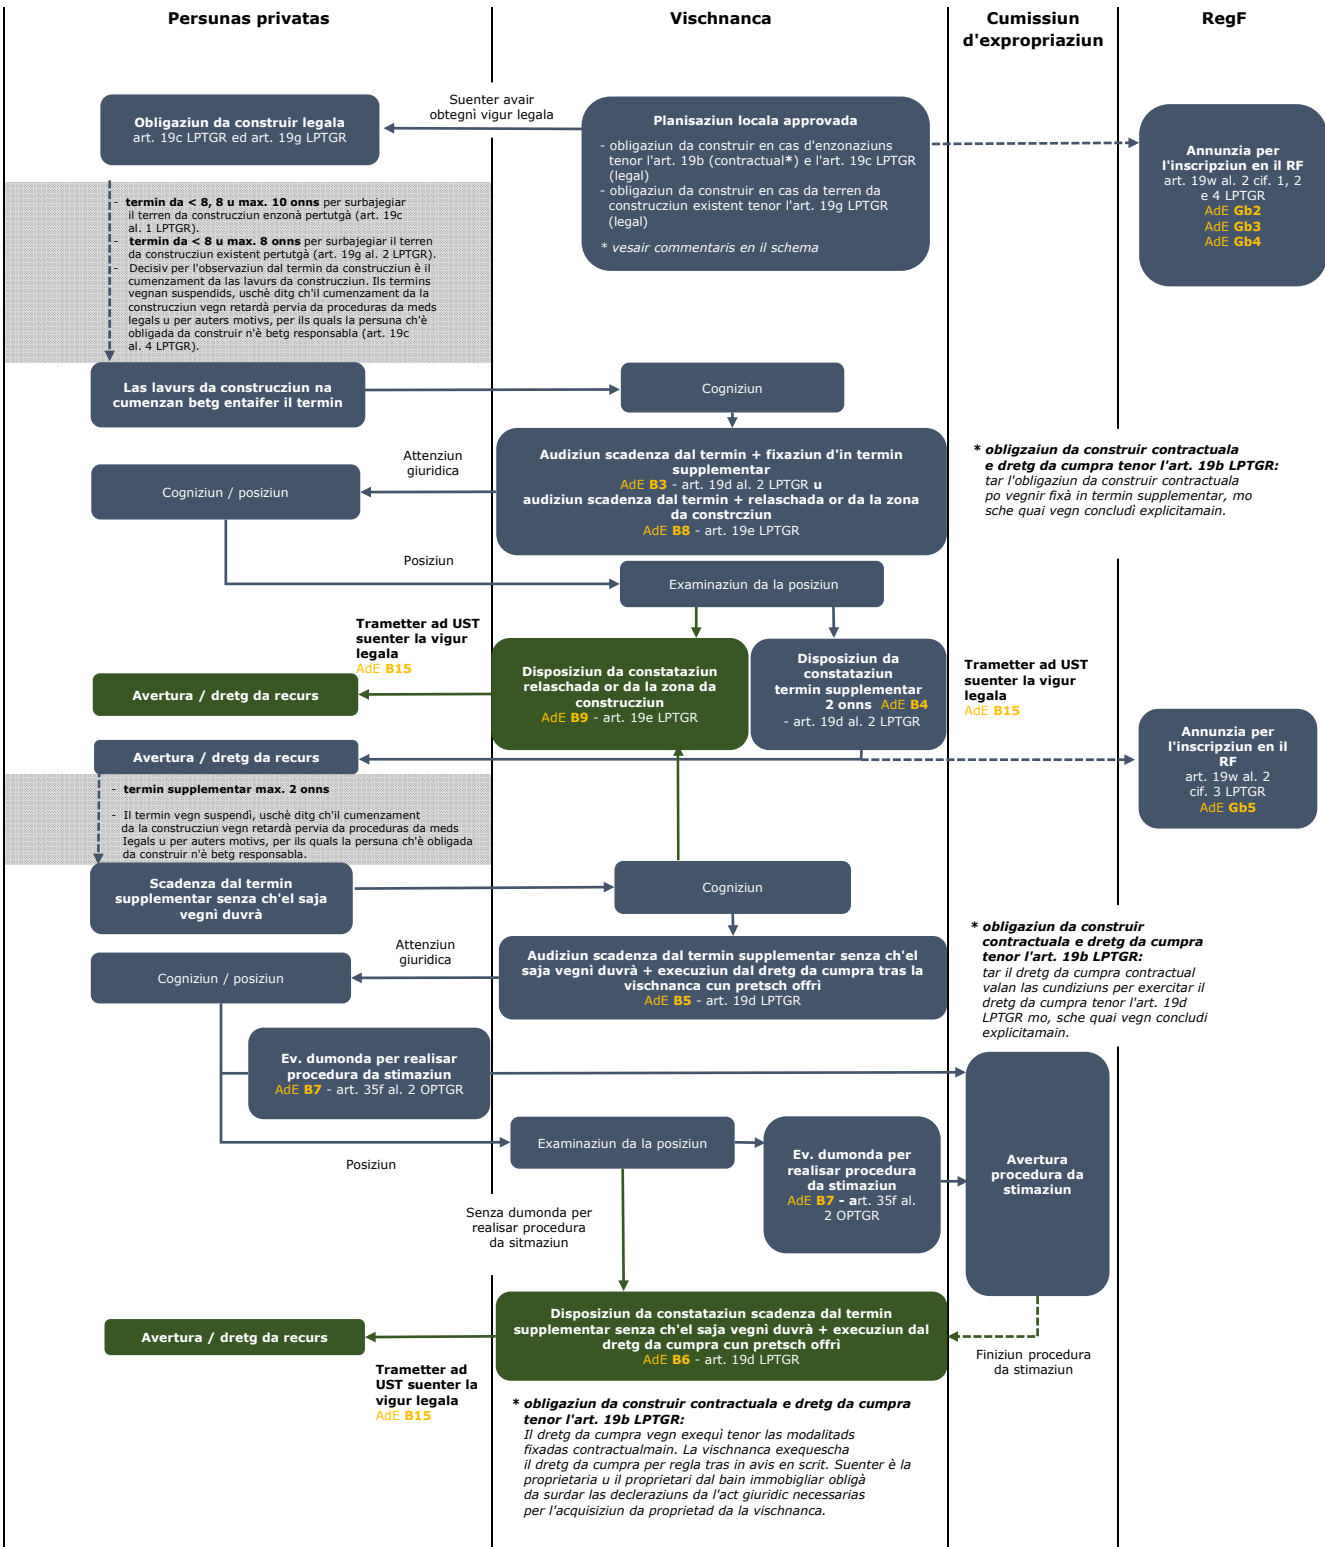 Persunas privatas
Vischnanca
Cumissiun
d'expropriaziun
RegF
Suenter avair
obtegnì vigur legala
Obligaziun da construir legala
art. 19c LPTGR ed art. 19g LPTGR
Planisaziun locala approvada
- obligaziun da construir en cas d'enzonaziuns
tenor l'art. 19b (contractual*) e l'art. 19c LPTGR
(legal)
- obligaziun da construir en cas da terren da
construcziun existent tenor l'art. 19g LPTGR
(legal)
* vesair commentaris en il schema
Annunzia per
l'inscripziun en il RF
art. 19w al. 2 cif. 1, 2
e 4 LPTGR
AdE Gb2
AdE Gb3
AdE Gb4
- termin da < 8, 8 u max. 10 onns per surbajegiar
il terren da construcziun enzonà pertutgà (art. 19c
al. 1 LPTGR).
- termin da < 8 u max. 8 onns per surbajegiar il terren
da construcziun existent pertutgà (art. 19g al. 2 LPTGR).
- Decisiv per l'observaziun dal termin da construcziun è il
cumenzament da las lavurs da construcziun. Ils termins
vegnan suspendids, uschè ditg ch'il cumenzament da la
construcziun vegn retardà pervia da proceduras da meds
legals u per auters motivs, per ils quals la persuna ch'è
obligada da construir n'è betg responsabla (art. 19c
al. 4 LPTGR).
Las lavurs da construcziun na
cumenzan betg entaifer il termin
Cogniziun
Attenziun
giuridica
Cogniziun / posiziun
Audiziun scadenza dal termin + fixaziun d'in termin
supplementar
AdE B3 - art. 19d al. 2 LPTGR u
audiziun scadenza dal termin + relaschada or da la zona
da constrcziun
AdE B8 - art. 19e LPTGR
* obligzaiun da construir contractuala
e dretg da cumpra tenor l'art. 19b LPTGR:
tar l'obligaziun da construir contractuala
po vegnir fixà in termin supplementar, mo
sche quai vegn concludì explicitamain.
Posiziun
Examinaziun da la posiziun
Trametter ad UST
suenter la vigur
legala
AdE B15
Disposiziun da constataziun
relaschada or da la zona da
construcziun
AdE B9 - art. 19e LPTGR
Disposiziun da
constataziun
termin supplementar
2 onns AdE B4
- art. 19d al. 2 LPTGR
Trametter ad UST
suenter la vigur
legala
AdE B15
Avertura / dretg da recurs
Avertura / dretg da recurs
Annunzia per
l'inscripziun en il
RF
art. 19w al. 2
cif. 3 LPTGR
AdE Gb5
- termin supplementar max. 2 onns
- Il termin vegn suspendì, uschè ditg ch'il cumenzament
da la construcziun vegn retardà pervia da proceduras da meds
legals u per auters motivs, per ils quals la persuna ch'è obligada
da construir n'è betg responsabla.
Scadenza dal termin
supplementar senza ch'el saja
vegnì duvrà
Cogniziun
Attenziun
giuridica
Cogniziun / posiziun
Audiziun scadenza dal termin supplementar senza ch'el
saja vegnì duvrà + execuziun dal dretg da cumpra tras la
vischnanca cun pretsch offrì
AdE B5 - art. 19d LPTGR
* obligaziun da construir
contractuala e dretg da cumpra
tenor l'art. 19b LPTGR:
tar il dretg da cumpra contractual
valan las cundiziuns per exercitar il
dretg da cumpra tenor l'art. 19d
LPTGR mo, sche quai vegn concludi
explicitamain.
Ev. dumonda per realisar
procedura da stimaziun
AdE B7 - art. 35f al. 2 OPTGR
Posiziun
Examinaziun da la posiziun
Ev. dumonda per
realisar procedura
da stimaziun
AdE B7 - art. 35f al.
2 OPTGR
Avertura
procedura da
stimaziun
Senza dumonda per
realisar procedura
da sitmaziun
Disposiziun da constataziun scadenza dal termin
supplementar senza ch'el saja vegnì duvrà + execuziun dal
dretg da cumpra cun pretsch offrì
AdE B6 - art. 19d LPTGR
Avertura / dretg da recurs
Finiziun procedura
da stimaziun
Trametter ad
UST suenter la
vigur legala
AdE B15
* obligaziun da construir contractuala e dretg da cumpra
tenor l'art. 19b LPTGR:
Il dretg da cumpra vegn exequì tenor las modalitads
fixadas contractualmain. La vischnanca exequescha
il dretg da cumpra per regla tras in avis en scrit. Suenter è la
proprietaria u il proprietari dal bain immobigliar obligà
da surdar las decleraziuns da l'act giuridic necessarias
per l'acquisiziun da proprietad da la vischnanca.